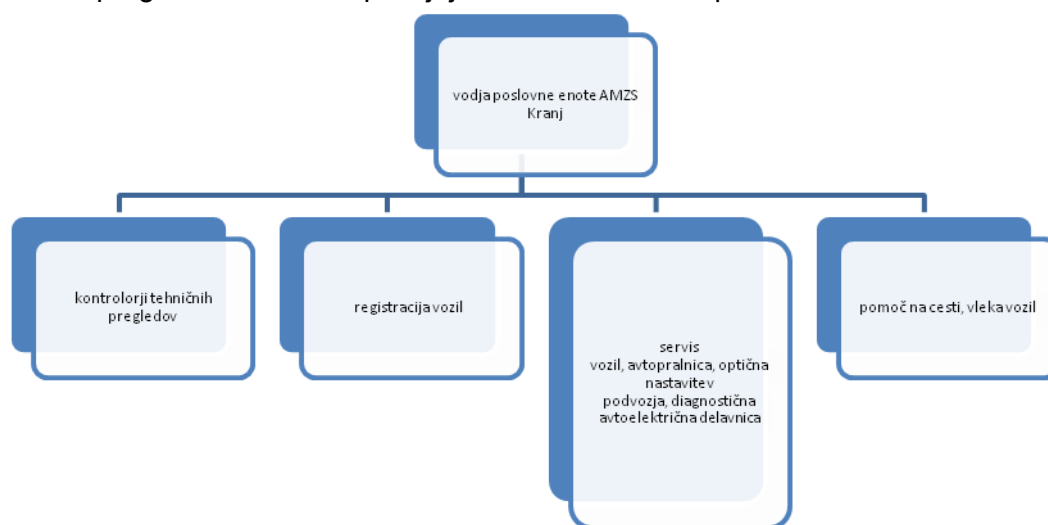 vodja poslovne enote AMZS
Kranj
kontrolorji tehničnih
pregledov
registracija vozil
servis
vozil, avtopralnica, optična
nastavitev
podvozja, diagnostična
avtoelektrična delavnica
pomoč na cesti, vleka vozil